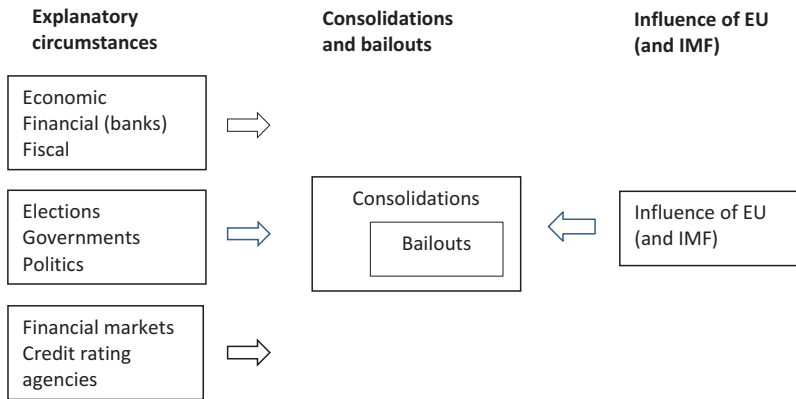 Explanatory
circumstances
Consolidations
and bailouts
Influence of EU
(and IMF)
Economic
Financial (banks)
Fiscal
Elections
Governments
Politics
Financial markets
Credit rating
agencies
Consolidations
Bailouts
Influence of EU
(and IMF)